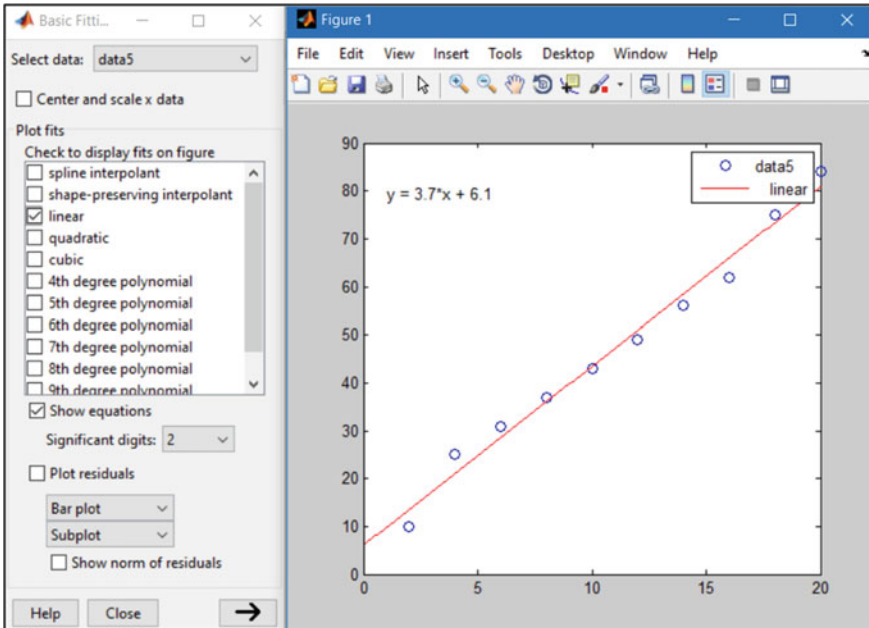 Basic Fitti...
Select data: data5
Center and scale x data
Plot fits
Check to display fits on figure
spline interpolant
shape-preserving interpolant
linear
quadratic
cubic
4th degree polynomial
5th degree polynomial
6th degree polynomial
7th degree polynomial
8th degree polynomial
9th degree polynomial
Show equations
Significant digits: 2
Plot residuals
Bar plot
Subplot
Show norm of residuals
Help Close
Figure 1
File Edit View Insert Tools Desktop Window Help
y = 3.7*x + 6.1
data5
linear
90
80
70
60
50
40
30
20
10
0
0 5 10 15 20